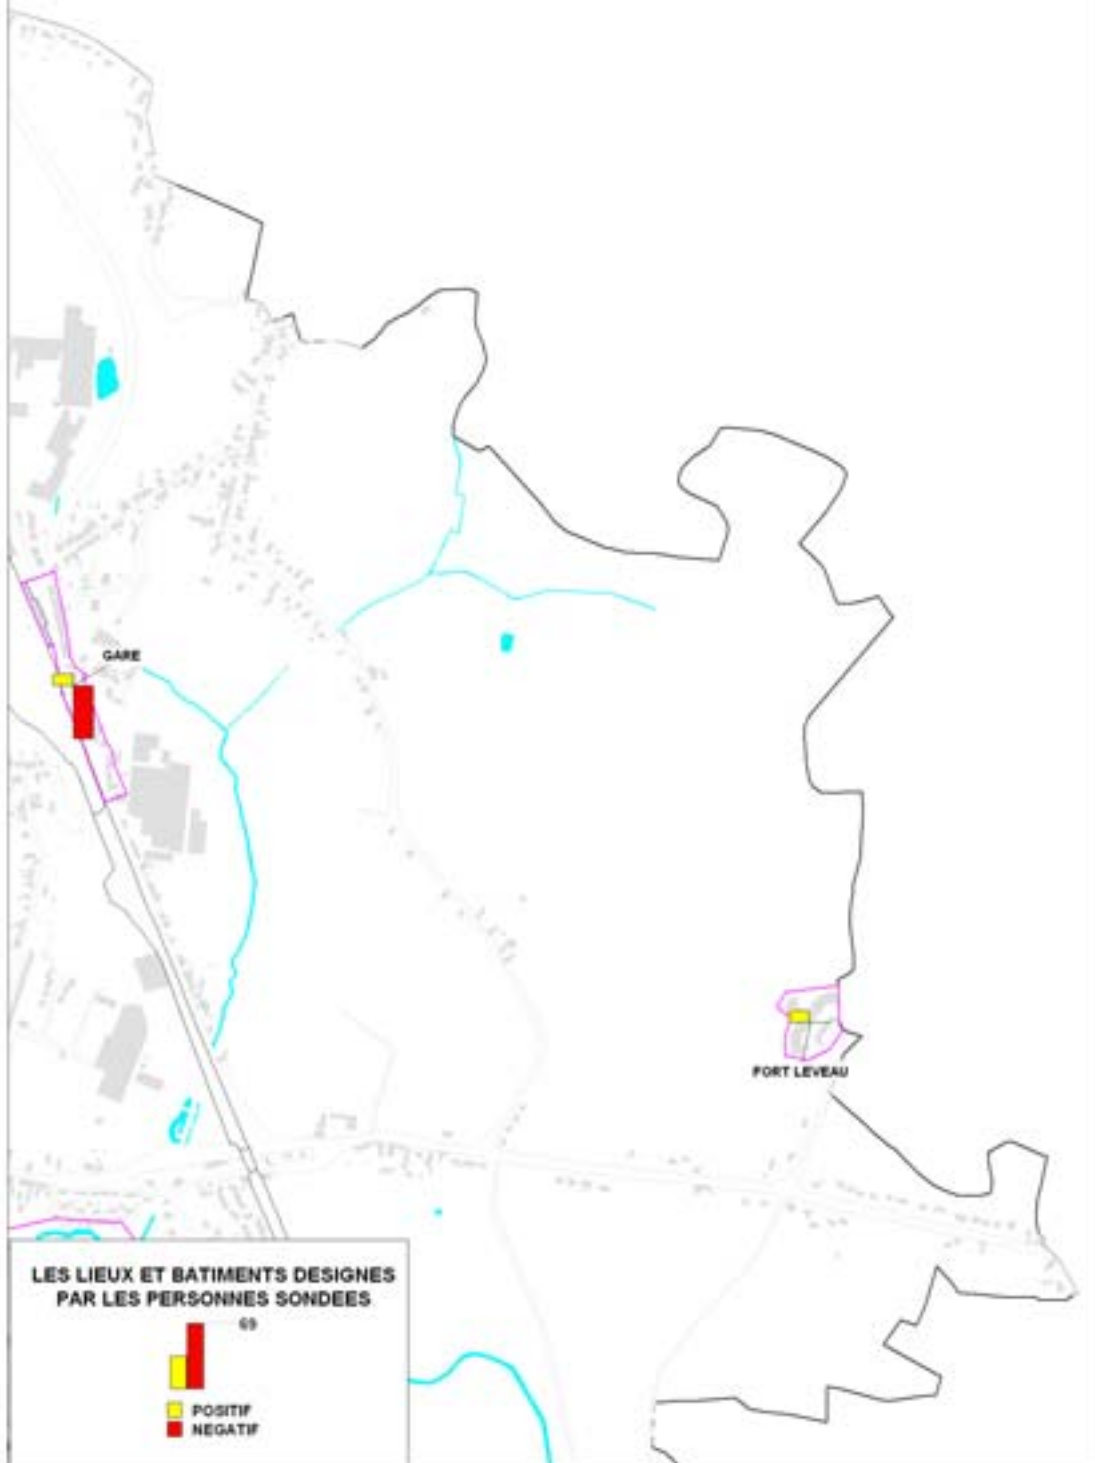 GARE
FORT LEVEAU
LES LIEUX ET BATIMENTS DESIGNES
PAR LES PERSONNES SONDEES
69
POSITIF
NEGATIF